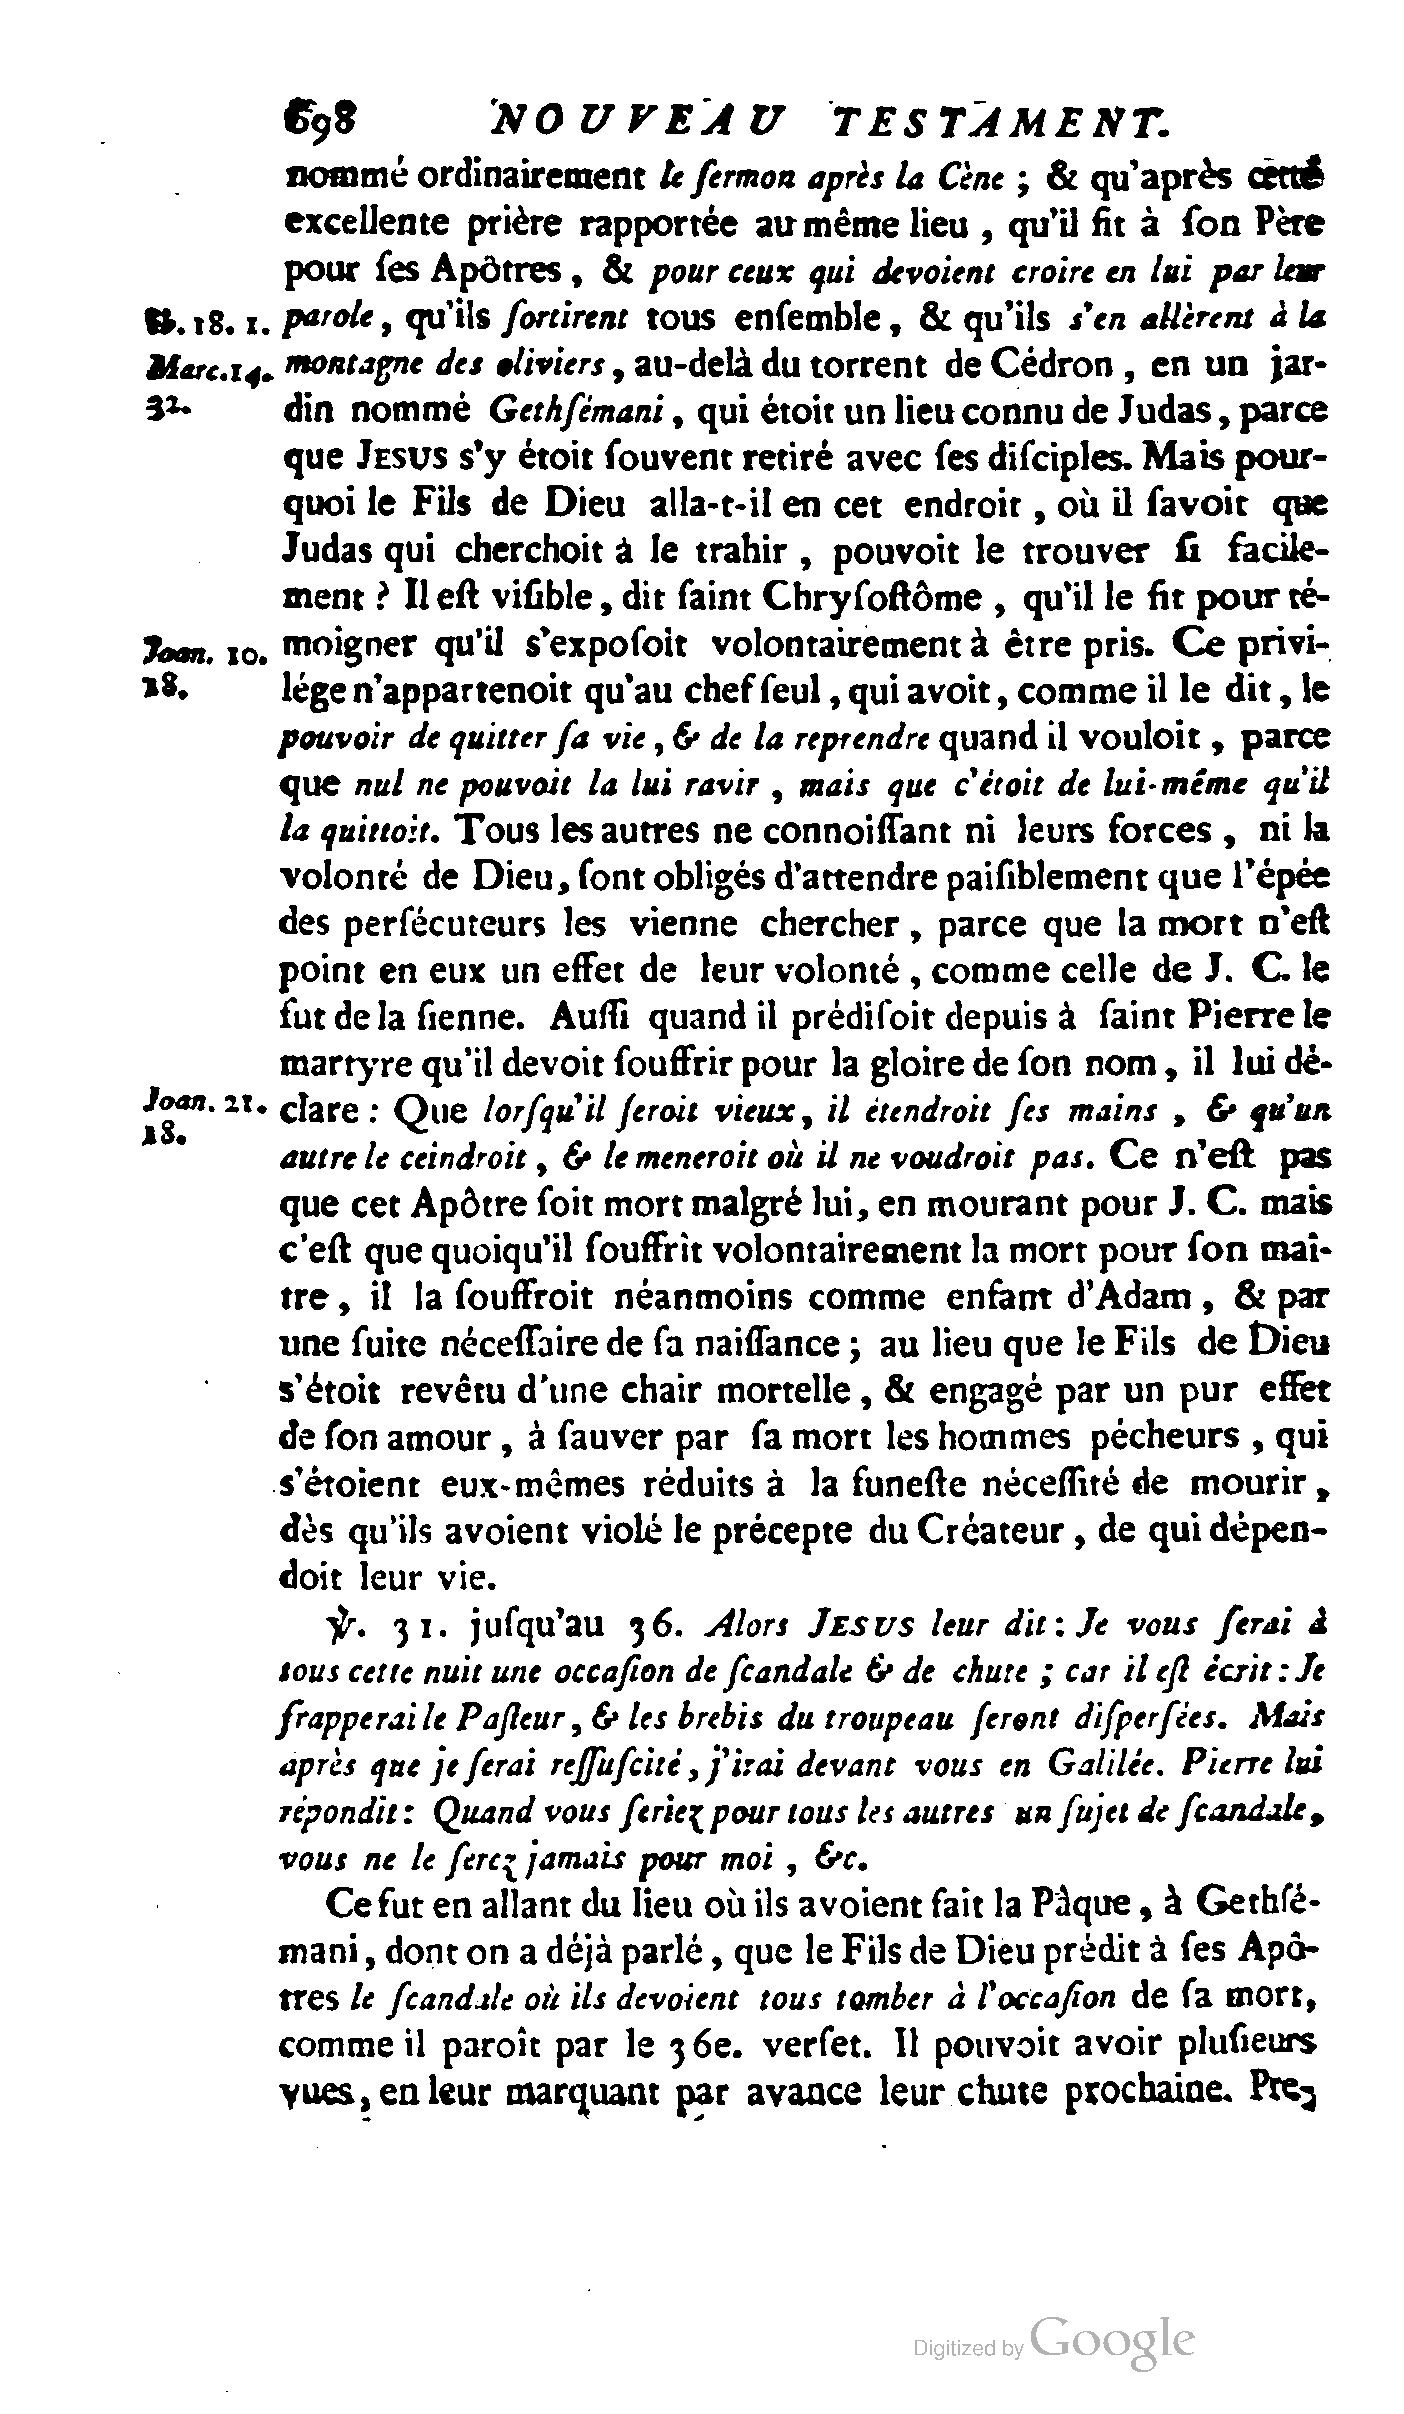 698 NOUVEAU TESTAMENT.
nommé ordinairement le ſermon après la Cène ; & qu'après cette
excellente prière rapportée au même lieu , qu'il fit à ſon Père
pour ſes Apôtres , & pour ceux qui devoient croire en lui par leur
18. 1. parole, qu'ils ſortirent tous enſemble, & qu'ils s'en allèrent à la
Marc.14. montagne des oliviers, au-delà du torrent de Cédron , en un jar-
32. din nommé Gethſémani, qui étoit un lieu connu de Judas, parce
que JESUS s'y étoit ſouvent retiré avec ſes diſciples. Mais pour-
quoi le Fils de Dieu alla-t-il en cet endroit , où il ſavoit que
Judas qui cherchoit à le trahir , pouvoit le trouver ſi facile-
ment ? Il eſt viſible, dit ſaint Chryſoſtôme , qu'il le fit pour té-
Joan. 10. moigner qu'il s'expoſoit volontairement à être pris. Ce privi-
18. lége n'appartenoit qu'au chef ſeul, qui avoit, comme il le dit, le
pouvoir de quitter ſa vie, & de la reprendre quand il vouloit , parce
que nul ne pouvoit la lui ravir , mais que c'étoit de lui-même qu'il
la quittoit. Tous les autres ne connoiſſant ni leurs forces , ni la
volonté de Dieu, ſont obligés d'attendre paiſiblement que l'épée
des perſécuteurs les vienne chercher , parce que la mort n'eſt
point en eux un effet de leur volonté , comme celle de J. C. le
fut de la ſienne. Auſſi quand il prédiſoit depuis à ſaint Pierre le
martyre qu'il devoit ſouffrir pour la gloire de ſon nom, il lui dé-
Joan. 21. clare : Que lorſqu'il ſeroit vieux, il étendroit ſes mains , & qu'un
18. autre le ceindroit, & le meneroit où il ne voudroit pas. Ce n'eſt pas
que cet Apôtre ſoit mort malgré lui, en mourant pour J. C. mais
c'eſt que quoiqu'il ſouffrît volontairement la mort pour ſon maî-
tre , il la ſouffroit néanmoins comme enfant d'Adam , & par
une ſuite néceſſaire de ſa naiſſance ; au lieu que le Fils de Dieu
s'étoit revêtu d'une chair mortelle , & engagé par un pur effet
de ſon amour , à ſauver par ſa mort les hommes pécheurs , qui
s'étoient eux-mêmes réduits à la funeſte néceſſité de mourir,
dès qu'ils avoient violé le précepte du Créateur, de qui dépen-
doit leur vie.
℣. 31. juſqu'au 36. Alors JESUS leur dit : Je vous ſerai à
tous cette nuit une occaſion de ſcandale & de chute ; car il eſt écrit : Je
frapperai le Paſteur, & les brebis du troupeau ſeront diſperſées. Mais
après que je ſerai reſſuſcité, j'irai devant vous en Galilée. Pierre lui
répondit : Quand vous ſeriez pour tous les autres un ſujet de ſcandale,
vous ne le ſerez jamais pour moi , &c.
Ce fut en allant du lieu où ils avoient fait la Pâque, à Gethſé-
mani, dont on a déjà parlé, que le Fils de Dieu prédit à ſes Apô-
tres le ſcandale où ils devoient tous tomber à l'occaſion de ſa mort,
comme il paroît par le 36e. verſet. Il pouvoit avoir pluſieurs
vues, en leur marquant par avance leur chute prochaine. Pre-
Digitized by Google